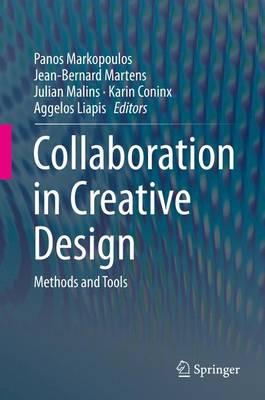 Panos Markopoulos
Jean-Bernard Martens
Julian Malins · Karin Coninx
Aggelos Liapis Editors
Collaboration
in Creative
Design
Methods and Tools
Springer